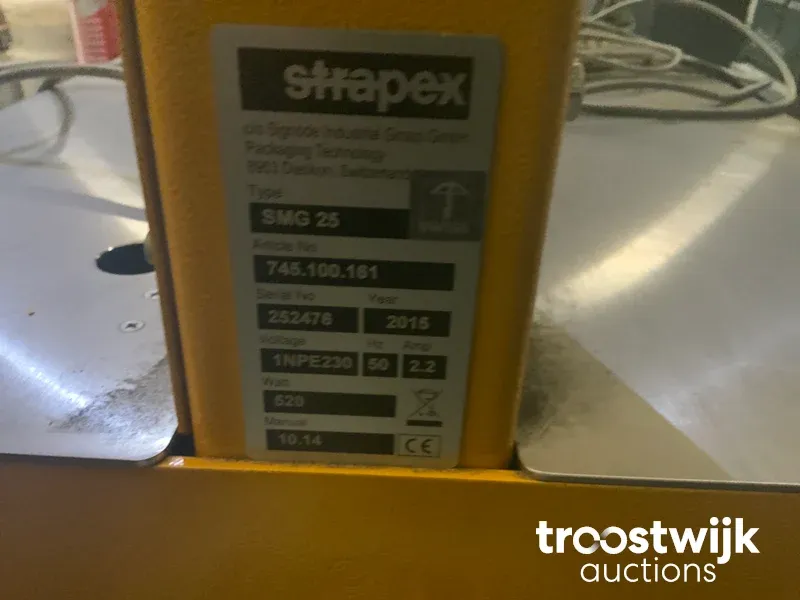 strapex
c/o Signode Industrial Group GmbH
Packaging Technology
8953 Dietikon, Switzerland
Type
SMG 25
Article No
745.100.161
Serial No Year
252476 2015
Voltage Hz Amp
1NPE230 50 2.2
Watt
520
Manual
10.14 CE
troostwijk
auctions